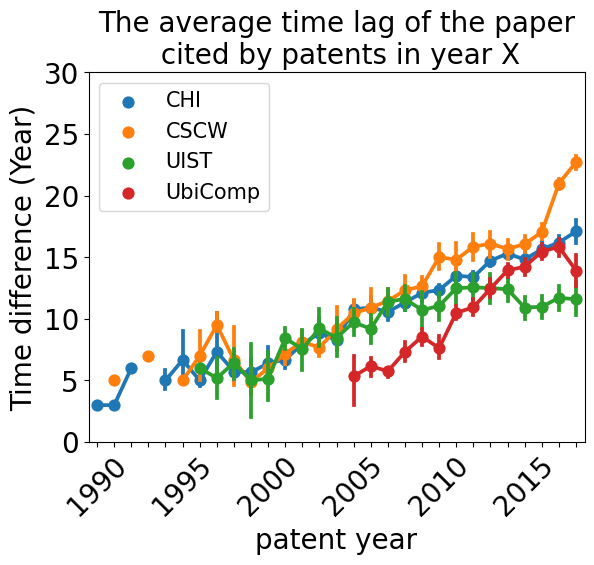 The average time lag of the paper
cited by patents in year X
Time difference (Year)
30
25
20
15
10
5
0
CHI
CSCW
UIST
UbiComp
1990
1995
2000
2005
2010
2015
patent year